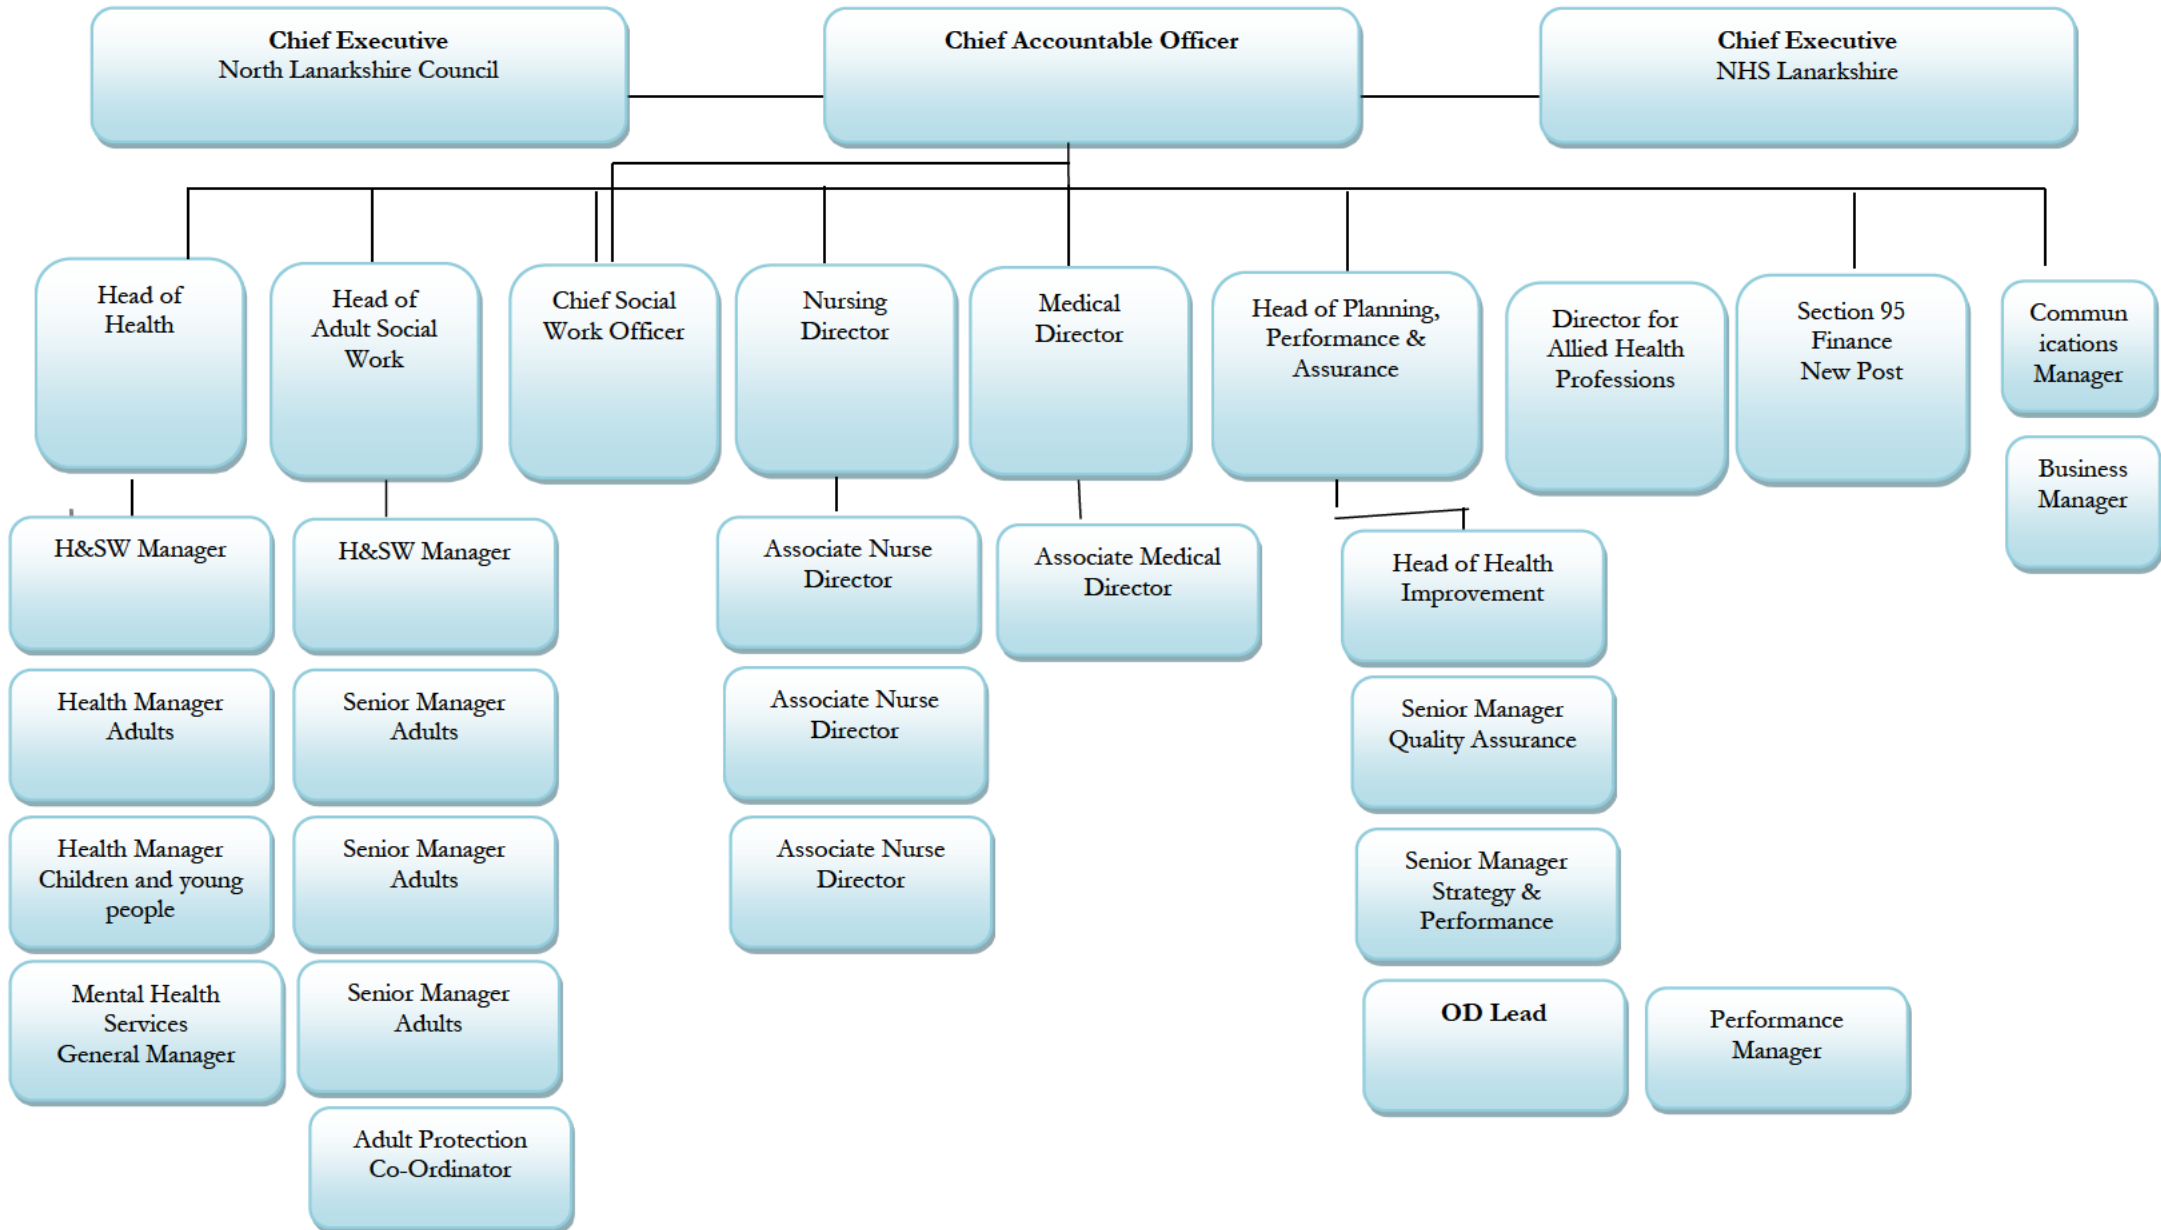 Chief Executive
North Lanarkshire Council
Chief Accountable Officer
Chief Executive
NHS Lanarkshire
Head of
Health
Head of
Adult Social
Work
Chief Social
Work Officer
Nursing
Director
Medical
Director
Head of Planning,
Performance &
Assurance
Director for
Allied Health
Professions
Section 95
Finance
New Post
Commun
ications
Manager
Business
Manager
H&SW Manager
H&SW Manager
Associate Nurse
Director
Associate Medical
Director
Head of Health
Improvement
Health Manager
Adults
Senior Manager
Adults
Associate Nurse
Director
Senior Manager
Quality Assurance
Health Manager
Children and young
people
Senior Manager
Adults
Associate Nurse
Director
Senior Manager
Strategy &
Performance
Mental Health
Services
General Manager
Senior Manager
Adults
OD Lead
Performance
Manager
Adult Protection
Co-Ordinator